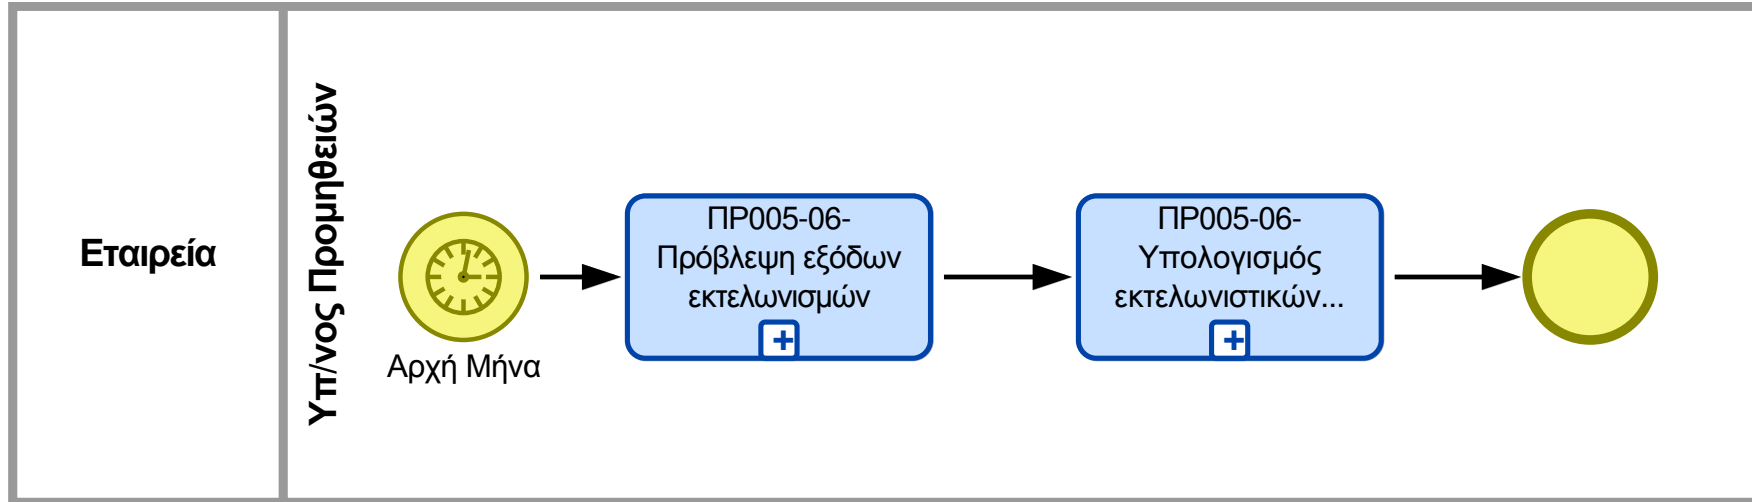 Εταιρεία
Υπ/νος Προμηθειών
Αρχή Μήνα
ΠΡ005-06-
Πρόβλεψη εξόδων
εκτελωνισμών
ΠΡ005-06-
Υπολογισμός
εκτελωνιστικών...